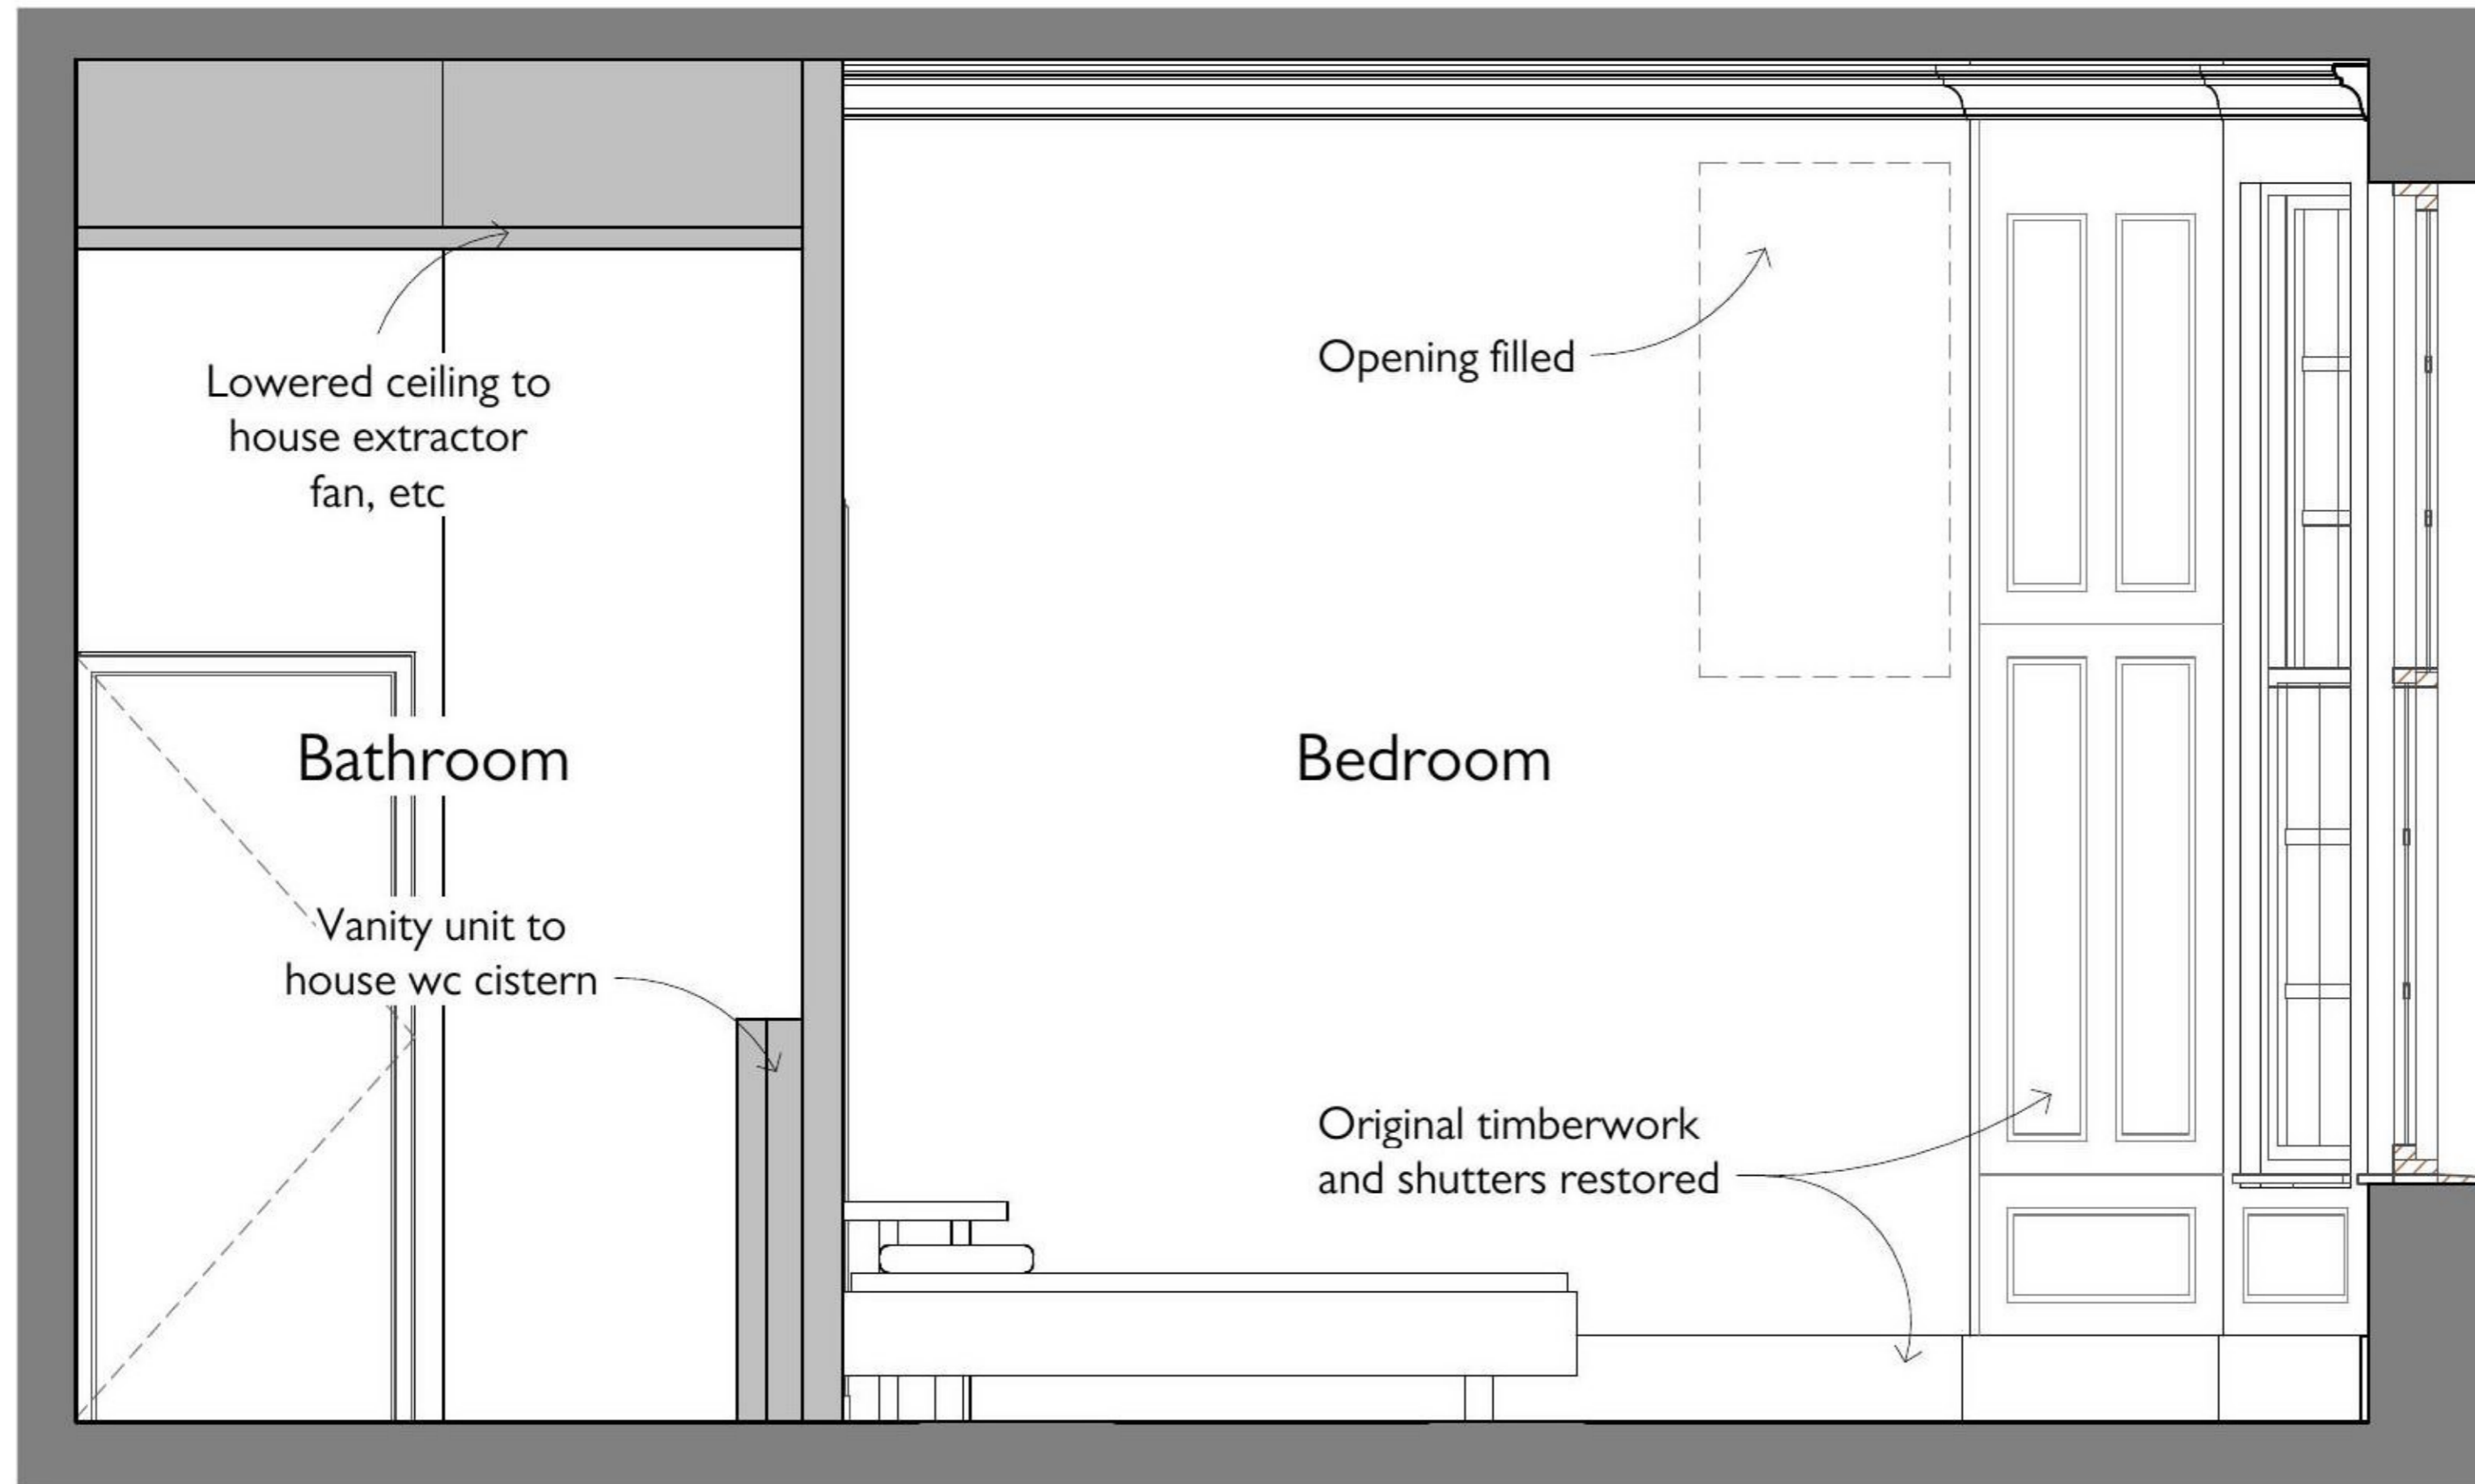 Lowered ceiling to
house extractor
fan, etc
Opening filled
Bathroom
Bedroom
Vanity unit to
house wc cistern
Original timberwork
and shutters restored